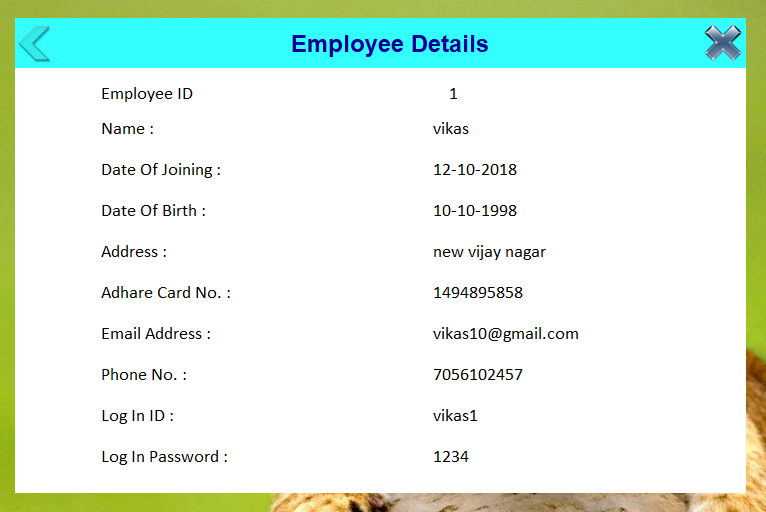 Employee Details
Employee ID 1
Name : vikas
Date Of Joining : 12-10-2018
Date Of Birth : 10-10-1998
Address : new vijay nagar
Adhare Card No. : 1494895858
Email Address : vikas10@gmail.com
Phone No. : 7056102457
Log In ID : vikas1
Log In Password : 1234